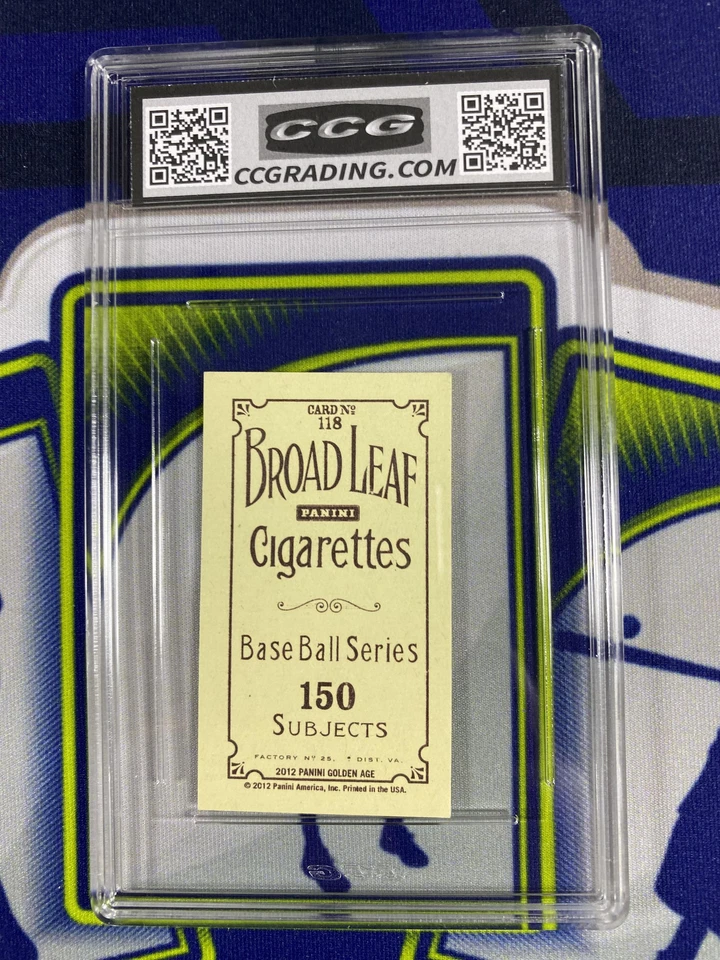 CCG
CCGRADING.COM
CARD Nº
118
BROAD LEAF
PANINI
Cigarettes
Base Ball Series
150
SUBJECTS
FACTORY Nº 25. DIST. VA.
2012 PANINI GOLDEN AGE
© 2012 Panini America, Inc. Printed in the USA.